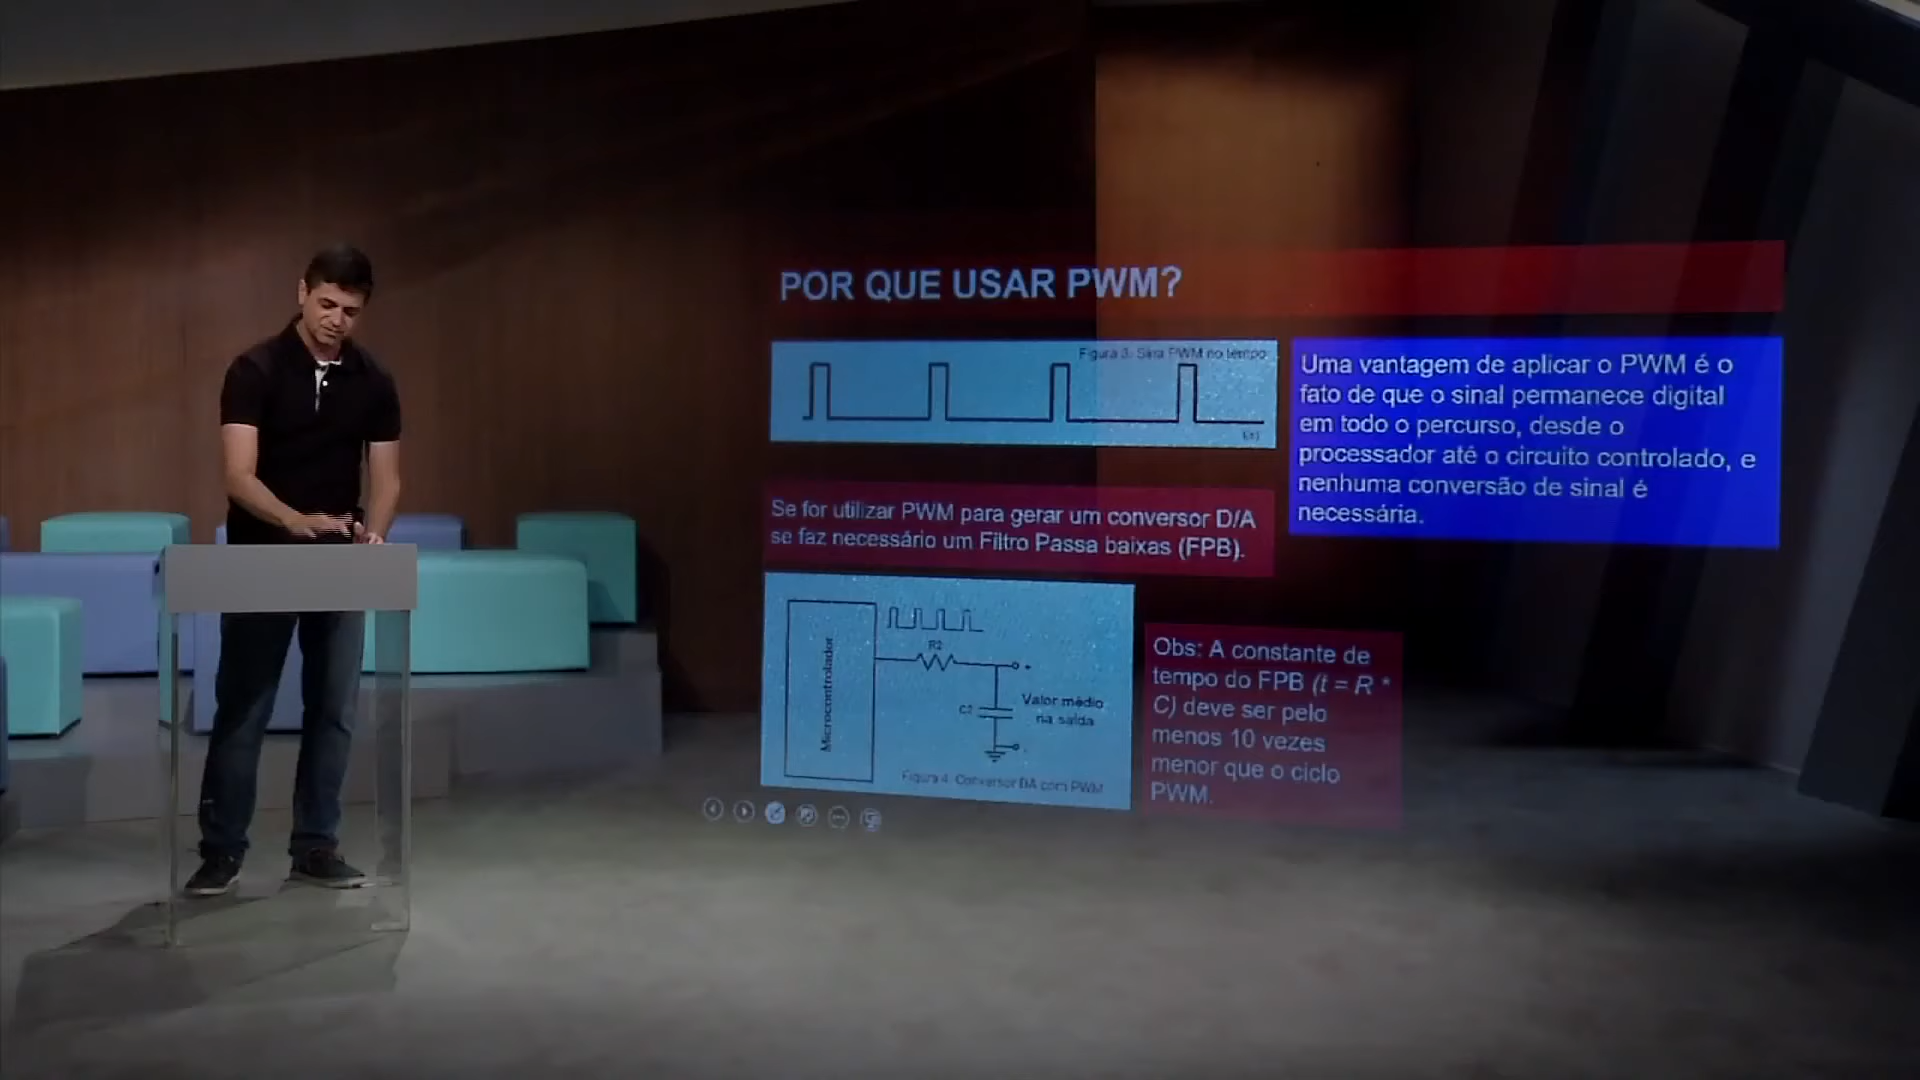 POR QUE USAR PWM?
Figura 3: Sinal PWM no tempo
t(s)
Uma vantagem de aplicar o PWM é o
fato de que o sinal permanece digital
em todo o percurso, desde o
processador até o circuito controlado, e
nenhuma conversão de sinal é
necessária.
Se for utilizar PWM para gerar um conversor D/A
se faz necessário um Filtro Passa baixas (FPB).
Microcontrolador
R2
C2
Valor médio
na saída
Figura 4: Conversor DA com PWM
Obs: A constante de
tempo do FPB (t = R *
C) deve ser pelo
menos 10 vezes
menor que o ciclo
PWM.